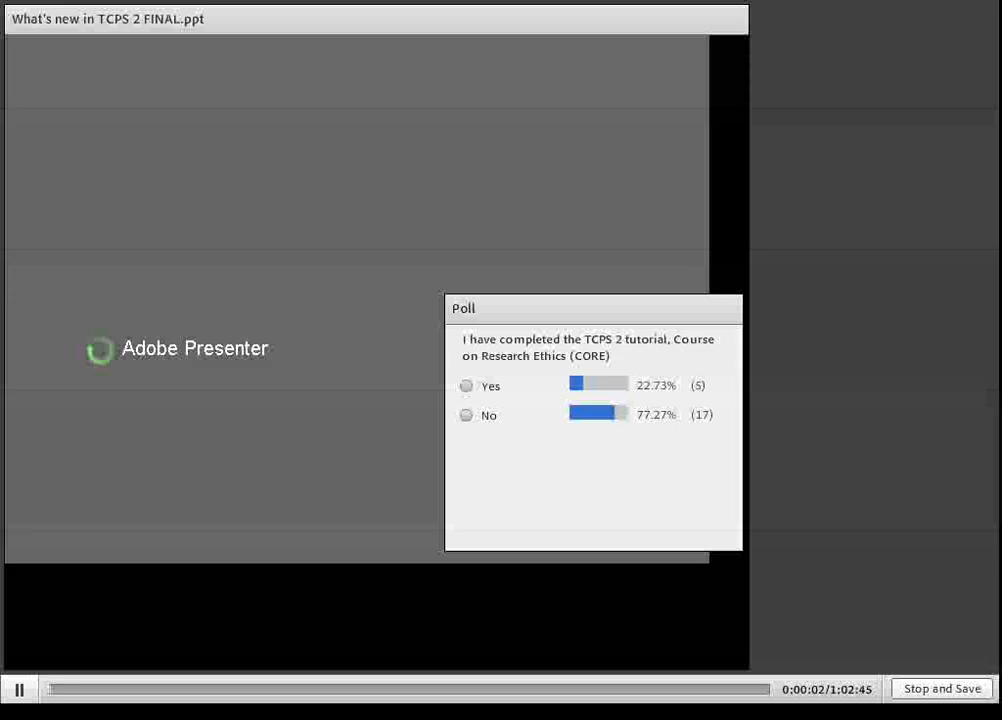 What's new in TCPS 2 FINAL.ppt
Adobe Presenter
Poll
I have completed the TCPS 2 tutorial, Course
on Research Ethics (CORE)
Yes 22.73% (5)
No 77.27% (17)
0:00:02/1:02:45 Stop and Save